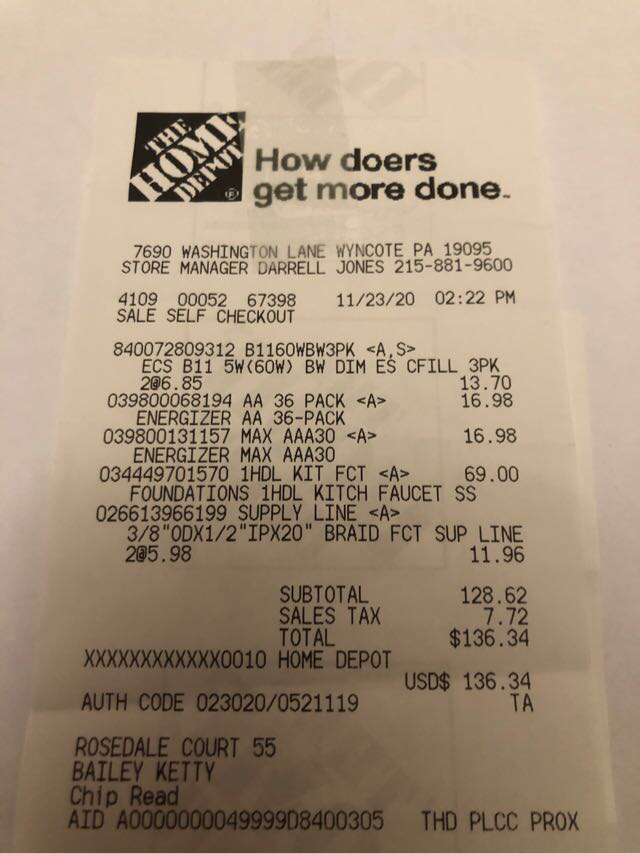 THE
HOME
DEPOT
®
How doers
get more done™
7690 WASHINGTON LANE WYNCOTE PA 19095
STORE MANAGER DARRELL JONES 215-881-9600
4109 00052 67398 11/23/20 02:22 PM
SALE SELF CHECKOUT
840072809312 B1160WBW3PK <A,S>
ECS B11 5W(60W) BW DIM ES CFILL 3PK
2@6.85 13.70
039800068194 AA 36 PACK <A> 16.98
ENERGIZER AA 36-PACK
039800131157 MAX AAA30 <A> 16.98
ENERGIZER MAX AAA30
034449701570 1HDL KIT FCT <A> 69.00
FOUNDATIONS 1HDL KITCH FAUCET SS
026613966199 SUPPLY LINE <A>
3/8"ODX1/2"IPX20" BRAID FCT SUP LINE
2@5.98 11.96
SUBTOTAL 128.62
SALES TAX 7.72
TOTAL $136.34
XXXXXXXXXXXX0010 HOME DEPOT
USD$ 136.34
AUTH CODE 023020/0521119 TA
ROSEDALE COURT 55
BAILEY KETTY
Chip Read
AID A0000000049999D8400305 THD PLCC PROX